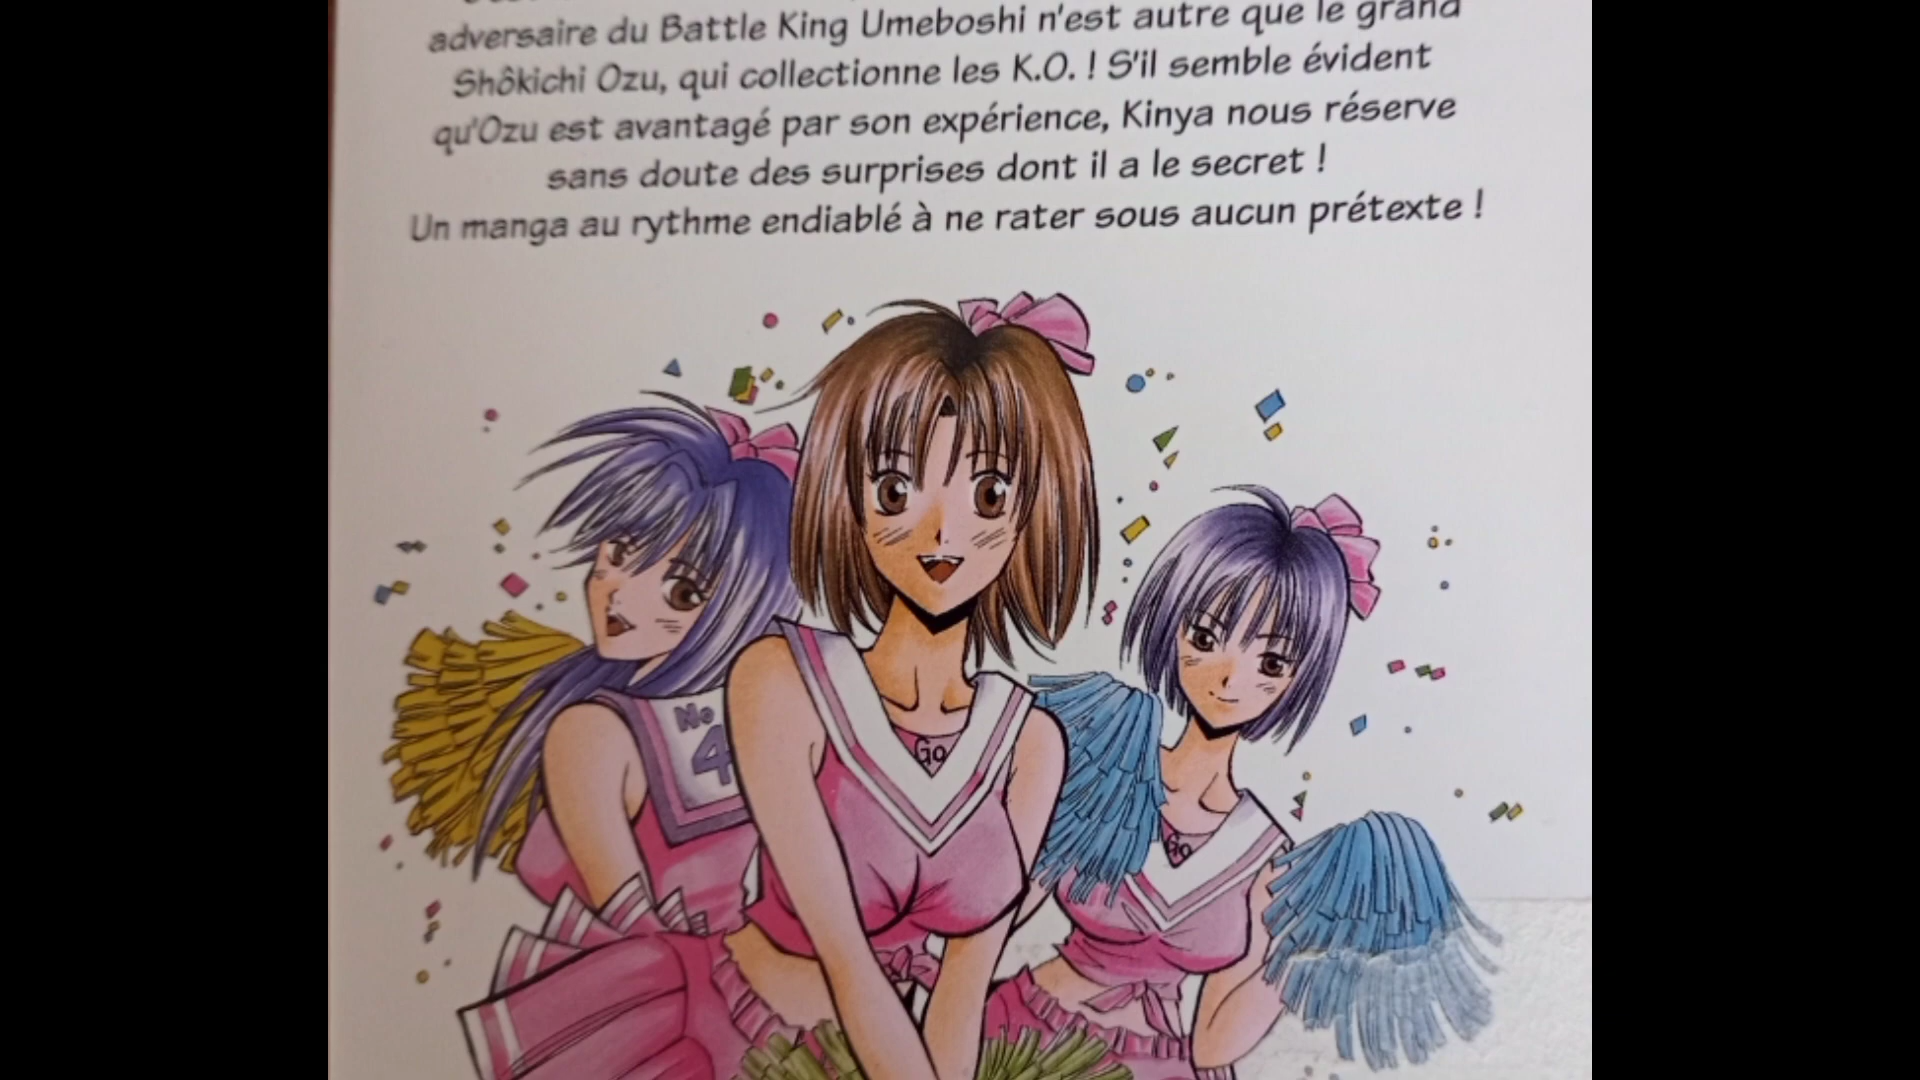 adversaire du Battle King Umeboshi n'est autre que le grand
Shôkichi Ozu, qui collectionne les K.O. ! S'il semble évident
qu'Ozu est avantagé par son expérience, Kinya nous réserve
sans doute des surprises dont il a le secret !
Un manga au rythme endiablé à ne rater sous aucun prétexte !
No
4
Go
Go